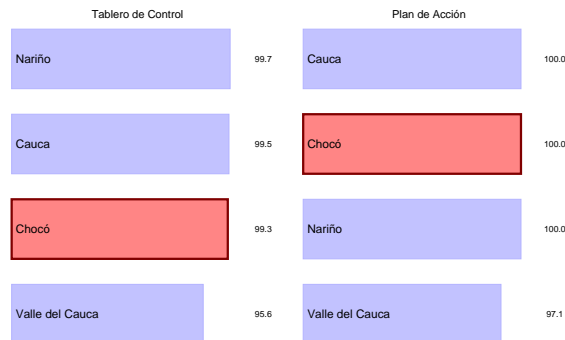 Tablero de Control
Nariño 99.7
Cauca 99.5
Chocó 99.3
Valle del Cauca 95.6
Plan de Acción
Cauca 100.0
Chocó 100.0
Nariño 100.0
Valle del Cauca 97.1